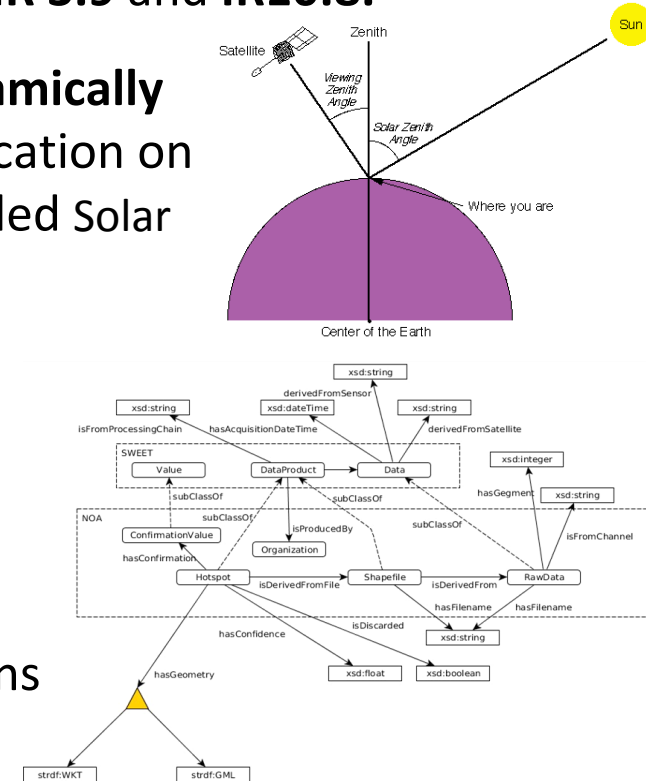 and IR10.8.
Satellite
Zenith
Sun
Viewing
Zenith
Angle
Solar Zenith
Angle
Where you are
Center of the Earth
amically
cation on
led Solar
xsd:string
derivedFromSensor
xsd:string
xsd:dateTime
xsd:string
isFromProcessingChain
hasAcquisitionDateTime
derivedFromSatellite
SWEET
Value
DataProduct
Data
xsd:integer
subClassOf
subClassOf
hasGegment
xsd:string
NOA
subClassOf
subClassOf
isProducedBy
isFromChannel
ConfirmationValue
Organization
hasConfirmation
Hotspot
isDerivedFromFile
Shapefile
isDerivedFrom
RawData
hasFilename
hasFilename
isDiscarded
hasConfidence
xsd:string
ns
hasGeometry
xsd:float
xsd:boolean
strdf:WKT
strdf:GML